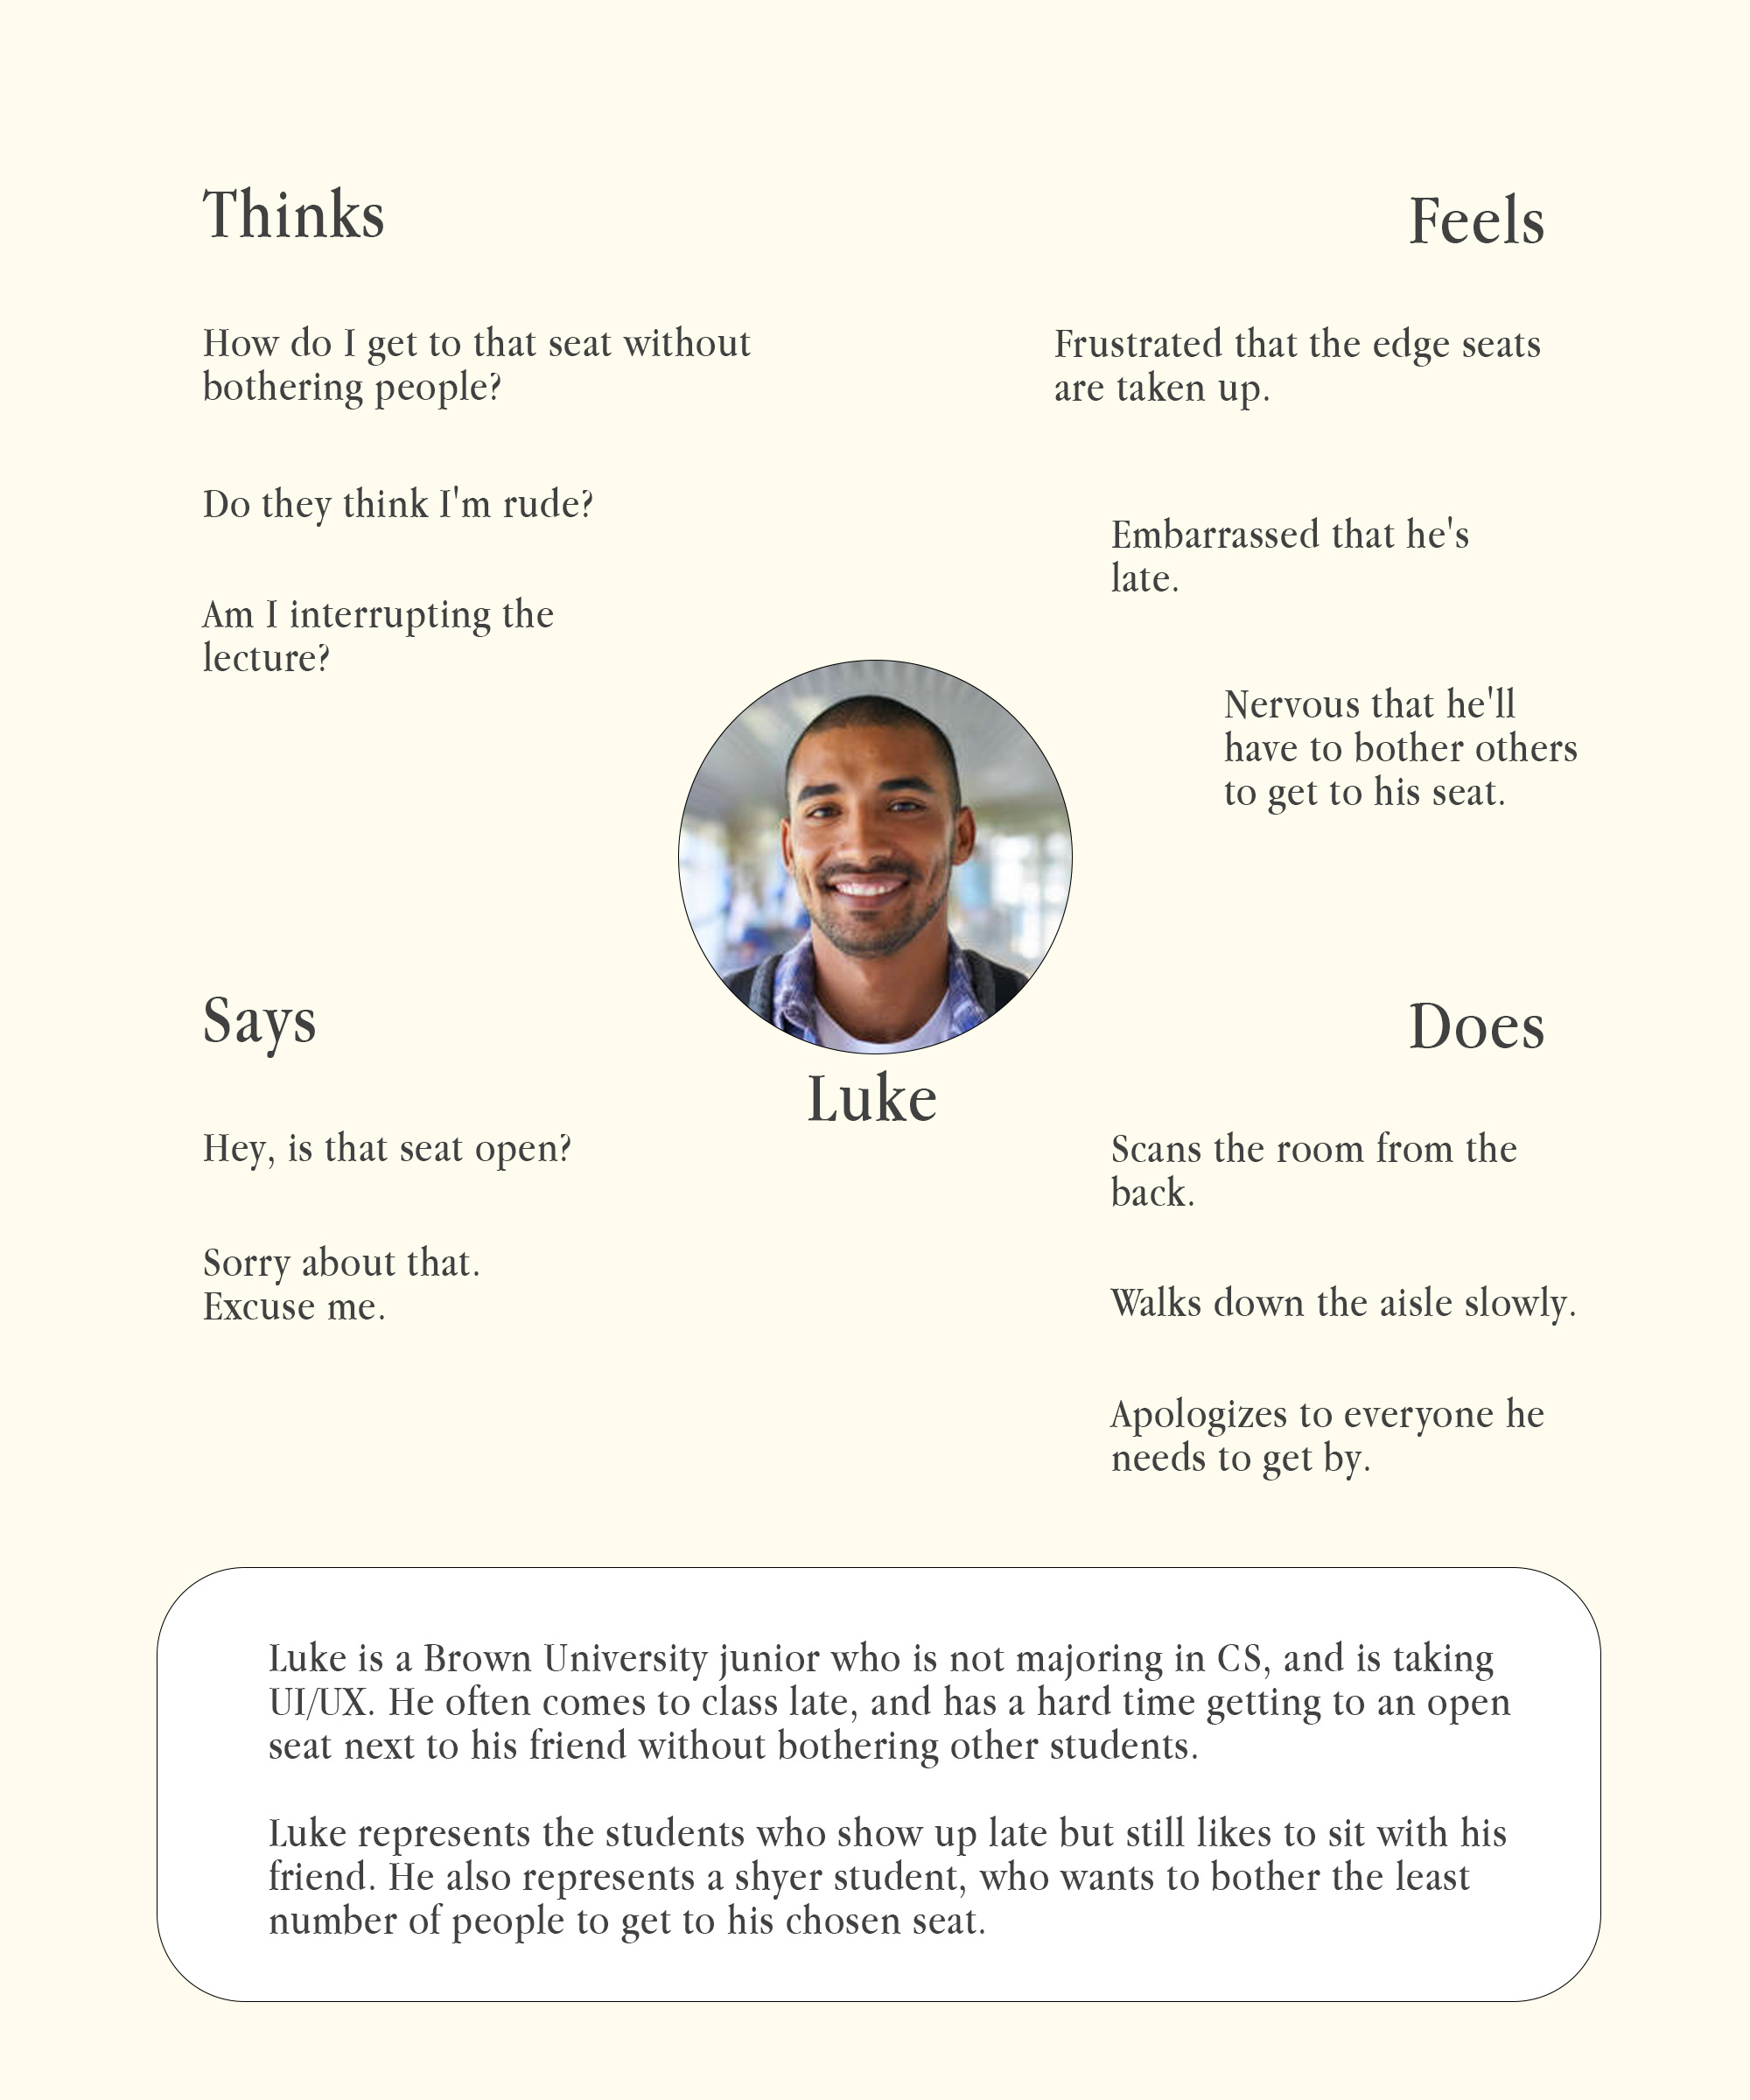 Thinks
How do I get to that seat without
bothering people?
Do they think I'm rude?
Am I interrupting the
lecture?
Feels
Frustrated that the edge seats
are taken up.
Embarrassed that he's
late.
Nervous that he'll
have to bother others
to get to his seat.
Luke
Says
Hey, is that seat open?
Sorry about that.
Excuse me.
Does
Scans the room from the
back.
Walks down the aisle slowly.
Apologizes to everyone he
needs to get by.
Luke is a Brown University junior who is not majoring in CS, and is taking
UI/UX. He often comes to class late, and has a hard time getting to an open
seat next to his friend without bothering other students.
Luke represents the students who show up late but still likes to sit with his
friend. He also represents a shyer student, who wants to bother the least
number of people to get to his chosen seat.